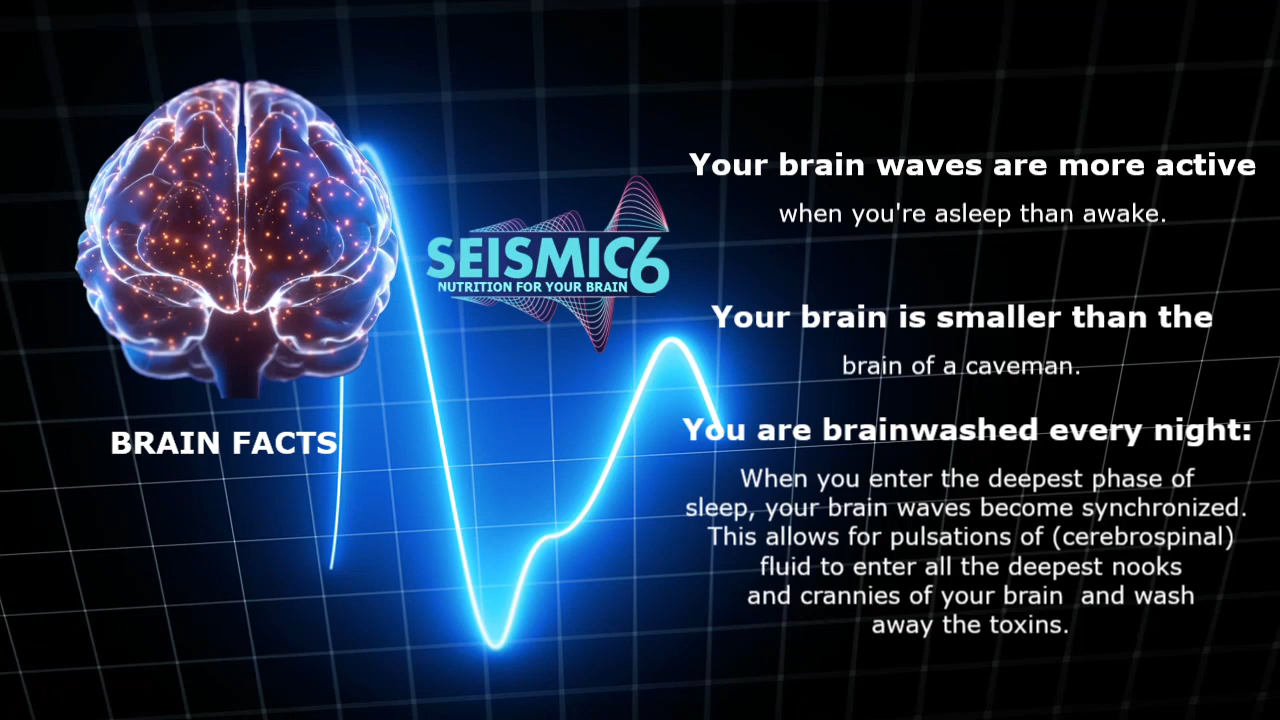 SEISMIC6
NUTRITION FOR YOUR BRAIN
BRAIN FACTS
Your brain waves are more active
when you're asleep than awake.
Your brain is smaller than the
brain of a caveman.
You are brainwashed every night:
When you enter the deepest phase of
sleep, your brain waves become synchronized.
This allows for pulsations of (cerebrospinal)
fluid to enter all the deepest nooks
and crannies of your brain  and wash
away the toxins.